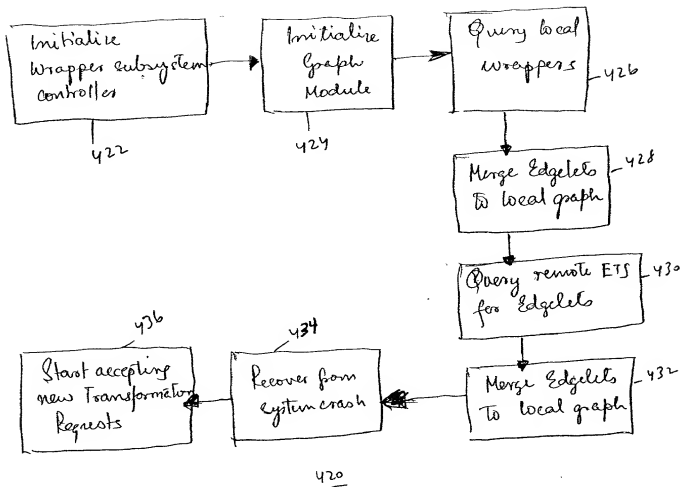 Initialize
Wrapper subsystem
controller
422
Initialize
Graph
Module
424
Query local
wrappers
426
Merge Edgelets
To local graph
428
Query remote ETS
for Edgelets
430
Merge Edgelets
To local graph
432
Recover from
system crash
434
Start accepting
new Transformation
Requests
436
420